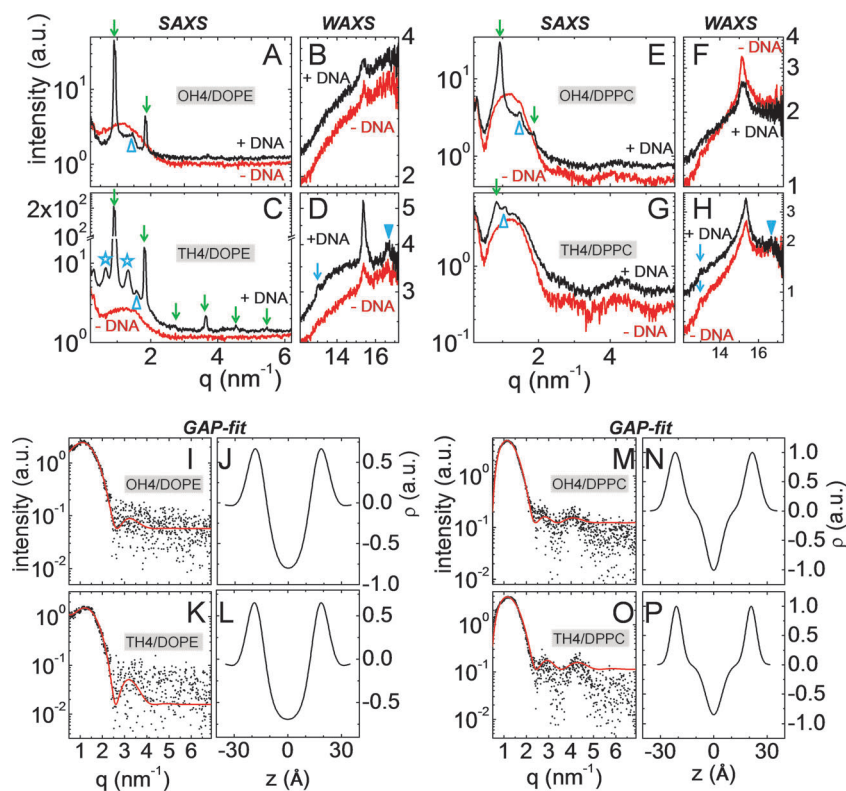 SAXS WAXS SAXS WAXS
A B E F
intensity (a.u.)
10¹
10⁰
OH4/DOPE
+ DNA
- DNA
+ DNA
- DNA
4
3
2
10¹
10⁰
OH4/DPPC
+ DNA
- DNA
- DNA
+ DNA
4
3
2
1
C D G H
2x10²
10²
10¹
10⁰
TH4/DOPE
+ DNA
- DNA
+DNA
- DNA
5
4
3
10⁰
10⁻¹
TH4/DPPC
+ DNA
- DNA
+ DNA
- DNA
3
2
1
2 4 6 14 16 2 4 6 14 16
q (nm⁻¹) q (nm⁻¹)
GAP-fit GAP-fit
I J M N
intensity (a.u.)
10⁰
10⁻¹
10⁻²
OH4/DOPE
0.5
0.0
-0.5
-1.0
ρ (a.u.)
intensity (a.u.)
10⁰
10⁻¹
10⁻²
OH4/DPPC
1.0
0.5
0.0
-0.5
-1.0
ρ (a.u.)
K L O P
10⁰
10⁻¹
10⁻²
TH4/DOPE
0.5
0.0
-0.5
10⁰
10⁻¹
10⁻²
TH4/DPPC
1.0
0.5
0.0
-0.5
-1.0
1 2 3 4 5 6 -30 0 30 1 2 3 4 5 6 -30 0 30
q (nm⁻¹) z (Å) q (nm⁻¹) z (Å)